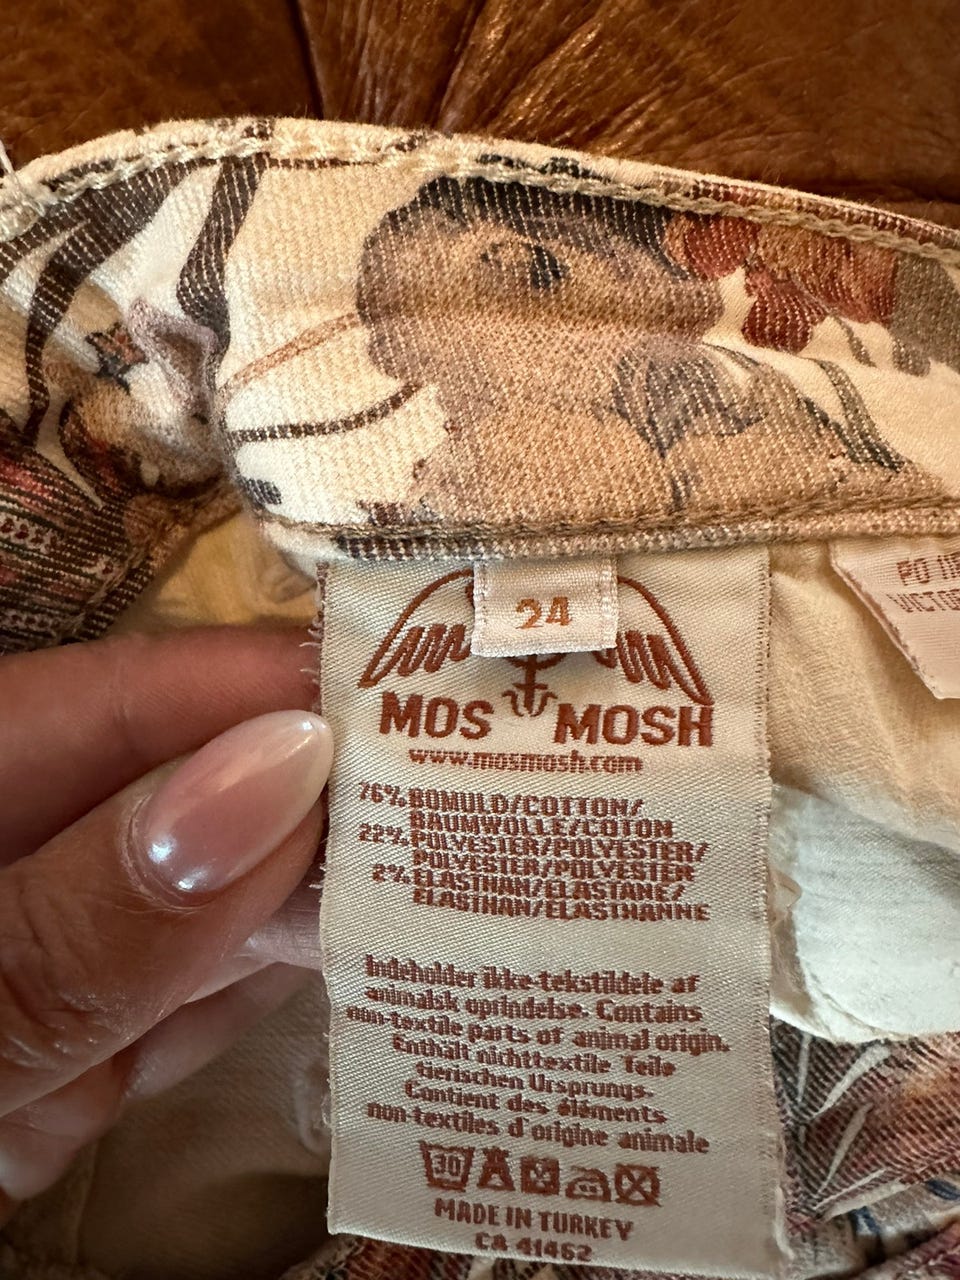 24
MOS MOSH
www.mosmosh.com
76% BOMULD/COTTON/
BAUMWOLLE/COTON
22% POLYESTER/POLYESTER/
POLYESTER/POLYESTER
2% ELASTHAN/ELASTANE/
ELASTHAN/ELASTHANNE
Indeholder ikke-tekstildele af
animalsk oprindelse. Contains
non-textile parts of animal origin.
Enthält nichttextile Teile
tierischen Ursprungs.
Contient des éléments
non-textiles d'origine animale
30
MADE IN TURKEY
CA 41462
PO